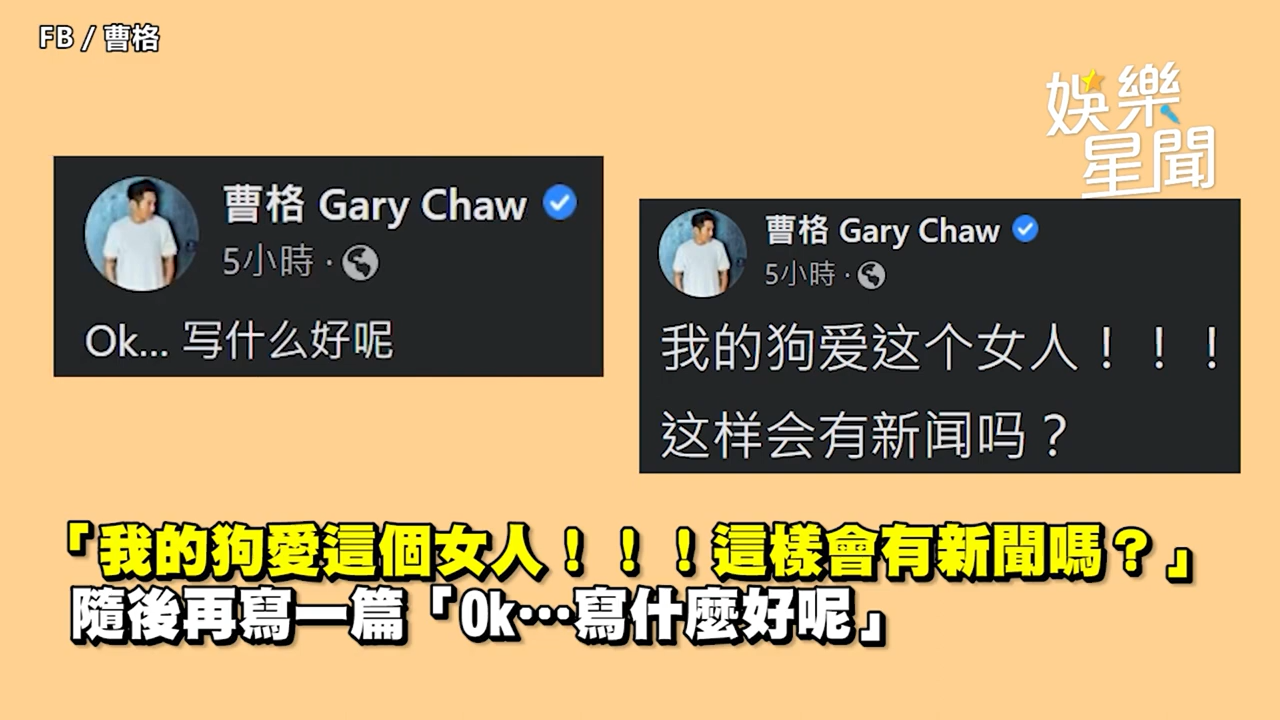 FB / 曹格
娛樂
星聞
曹格 Gary Chaw
5小時 ·
Ok... 写什么好呢
曹格 Gary Chaw
5小時 ·
我的狗爱这个女人！！！
这样会有新闻吗？
「我的狗愛這個女人！！！這樣會有新聞嗎？」
隨後再寫一篇「Ok…寫什麼好呢」